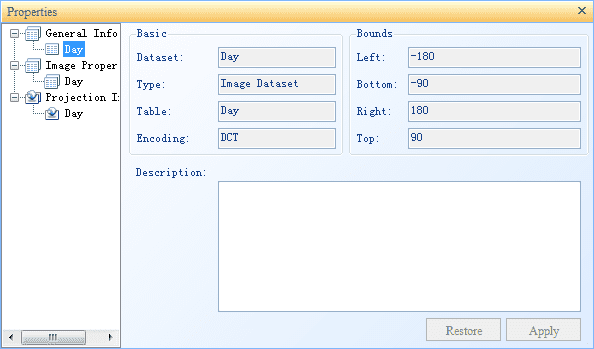 Properties
General Info
Day
Image Proper
Day
Projection I
Day
Basic
Dataset: Day
Type: Image Dataset
Table: Day
Encoding: DCT
Bounds
Left: -180
Bottom: -90
Right: 180
Top: 90
Description:
Restore Apply